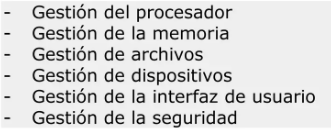 - Gestión del procesador
- Gestión de la memoria
- Gestión de archivos
- Gestión de dispositivos
- Gestión de la interfaz de usuario
- Gestión de la seguridad